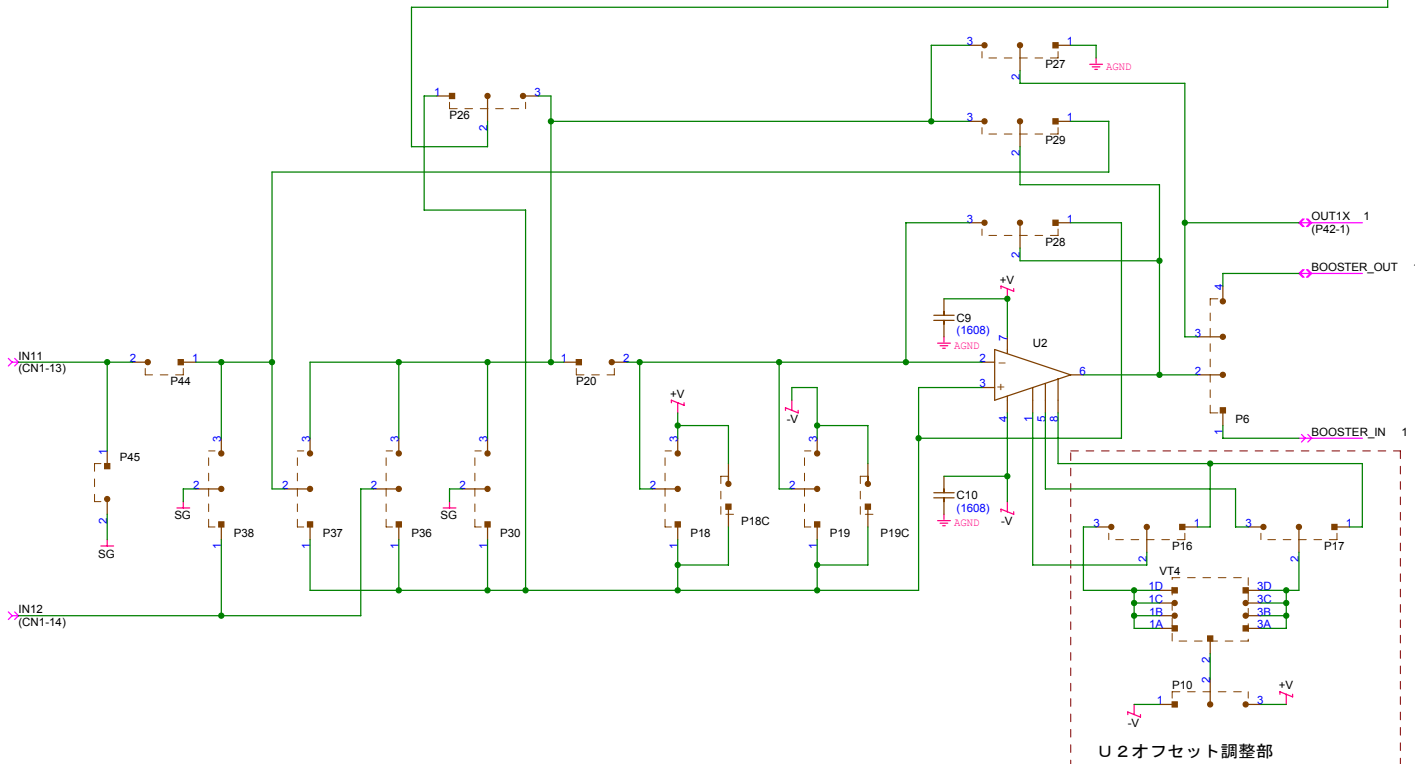 3
1
P27
2
AGND
1
3
P26
2
3
1
P29
2
3
1
P28
2
OUT1X 1
(P42-1)
BOOSTER_OUT
+V
C9
(1608)
AGND
7
U2
4
3
2
P6
1
BOOSTER_IN 1
IN11
(CN1-13)
2
1
P44
1
P20
2
2
3
6
4
1
5
8
1
P45
2
SG
3
2
SG
P38
1
3
2
P37
1
3
2
P36
1
3
2
SG
P30
1
+V
3
2
P18
1
P18C
-V
3
2
P19
1
P19C
C10
(1608)
AGND
-V
IN12
(CN1-14)
3
1
P16
2
3
1
P17
2
VT4
1D
1C
1B
1A
3D
3C
3B
3A
2
2
P10
1
3
-V
+V
U2オフセット調整部